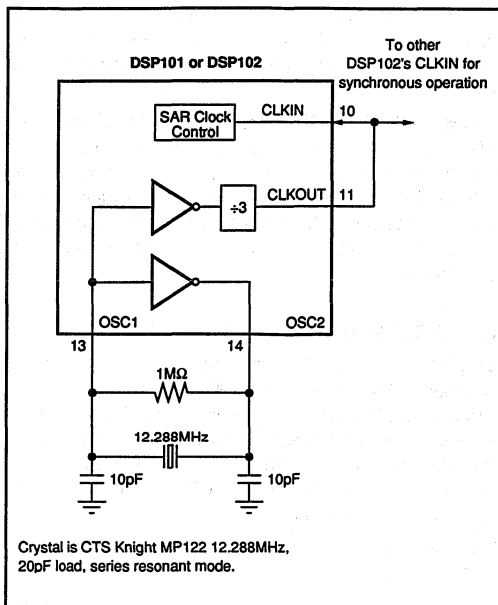 To other
DSP102's CLKIN for
synchronous operation
DSP101 or DSP102
SAR Clock
Control
CLKIN
10
÷3
CLKOUT
11
OSC1
OSC2
13
14
1MΩ
12.288MHz
10pF
10pF
Crystal is CTS Knight MP122 12.288MHz,
20pF load, series resonant mode.